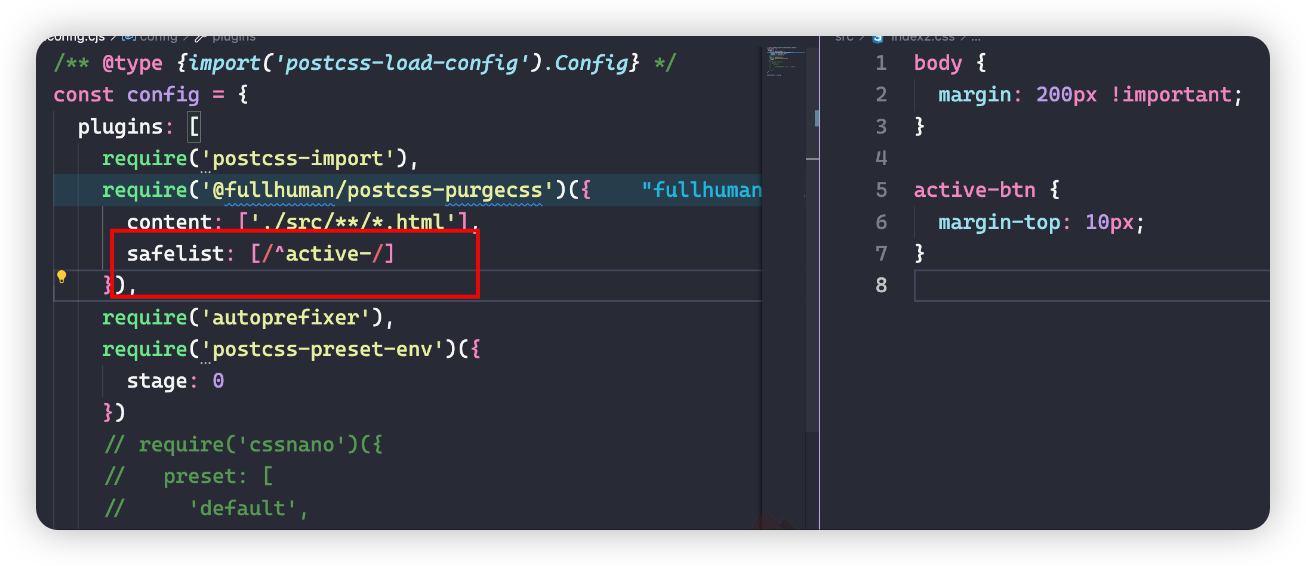 config.cjs > config > plugins
/** @type {import('postcss-load-config').Config} */
const config = {
plugins: [
require('postcss-import'),
require('@fullhuman/postcss-purgecss')({ "fullhuman
content: ['./src/**/*.html'],
safelist: [/^active-/]
}),
require('autoprefixer'),
require('postcss-preset-env')({
stage: 0
})
// require('cssnano')({
// preset: [
// 'default',
src > index2.css > ...
1 body {
2 margin: 200px !important;
3 }
4
5 active-btn {
6 margin-top: 10px;
7 }
8